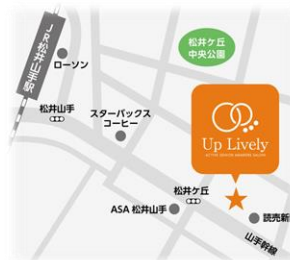 JR松井山手駅
ローソン
松井ケ丘
中央公園
松井山手
スターバックス
コーヒー
Up Lively
松井ケ丘
ASA 松井山手
読売新
山手幹線